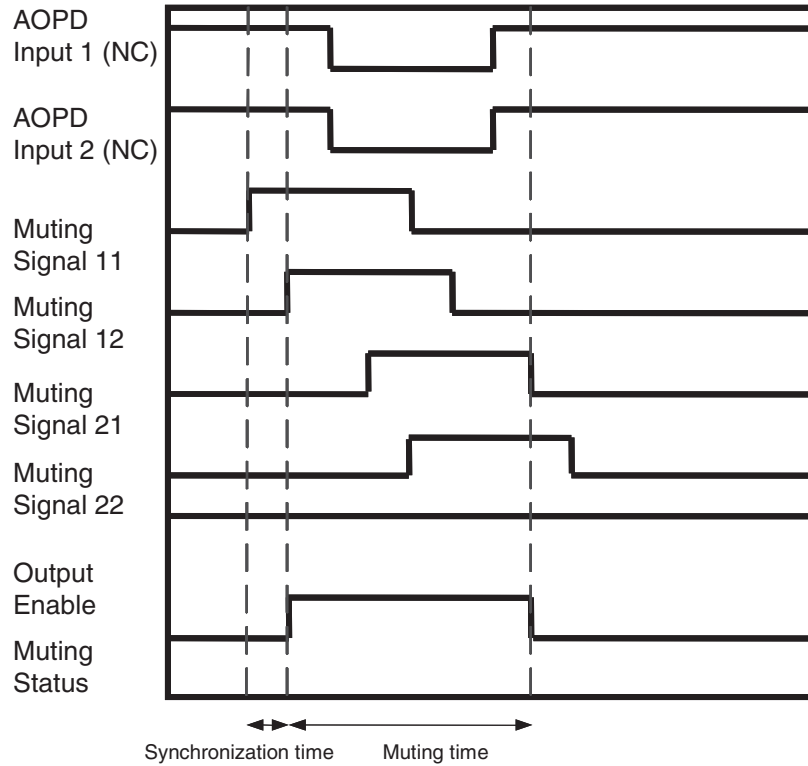 AOPD
Input 1 (NC)
AOPD
Input 2 (NC)
Muting
Signal 11
Muting
Signal 12
Muting
Signal 21
Muting
Signal 22
Output
Enable
Muting
Status
Synchronization time
Muting time